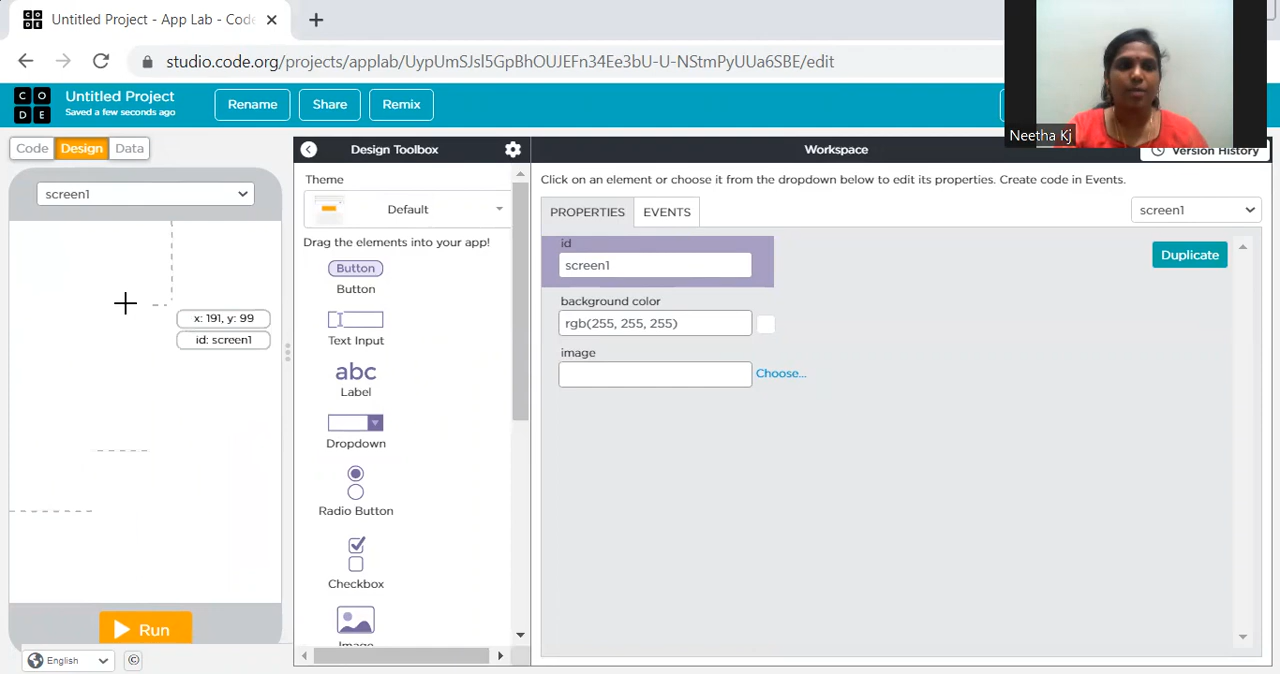 Untitled Project - App Lab - Code
studio.code.org/projects/applab/UypUmSJsl5GpBhOUJEFn34Ee3bU-U-NStmPyUUa6SBE/edit
Neetha Kj
C O
D E
Untitled Project
Saved a few seconds ago
Rename
Share
Remix
Code
Design
Data
Design Toolbox
Workspace
Version History
screen1
x: 191, y: 99
id: screen1
Run
English
©
Theme
Default
Drag the elements into your app!
Button
Button
Text Input
abc
Label
Dropdown
Radio Button
Checkbox
Image
Click on an element or choose it from the dropdown below to edit its properties. Create code in Events.
PROPERTIES
EVENTS
screen1
id
screen1
Duplicate
background color
rgb(255, 255, 255)
image
Choose...